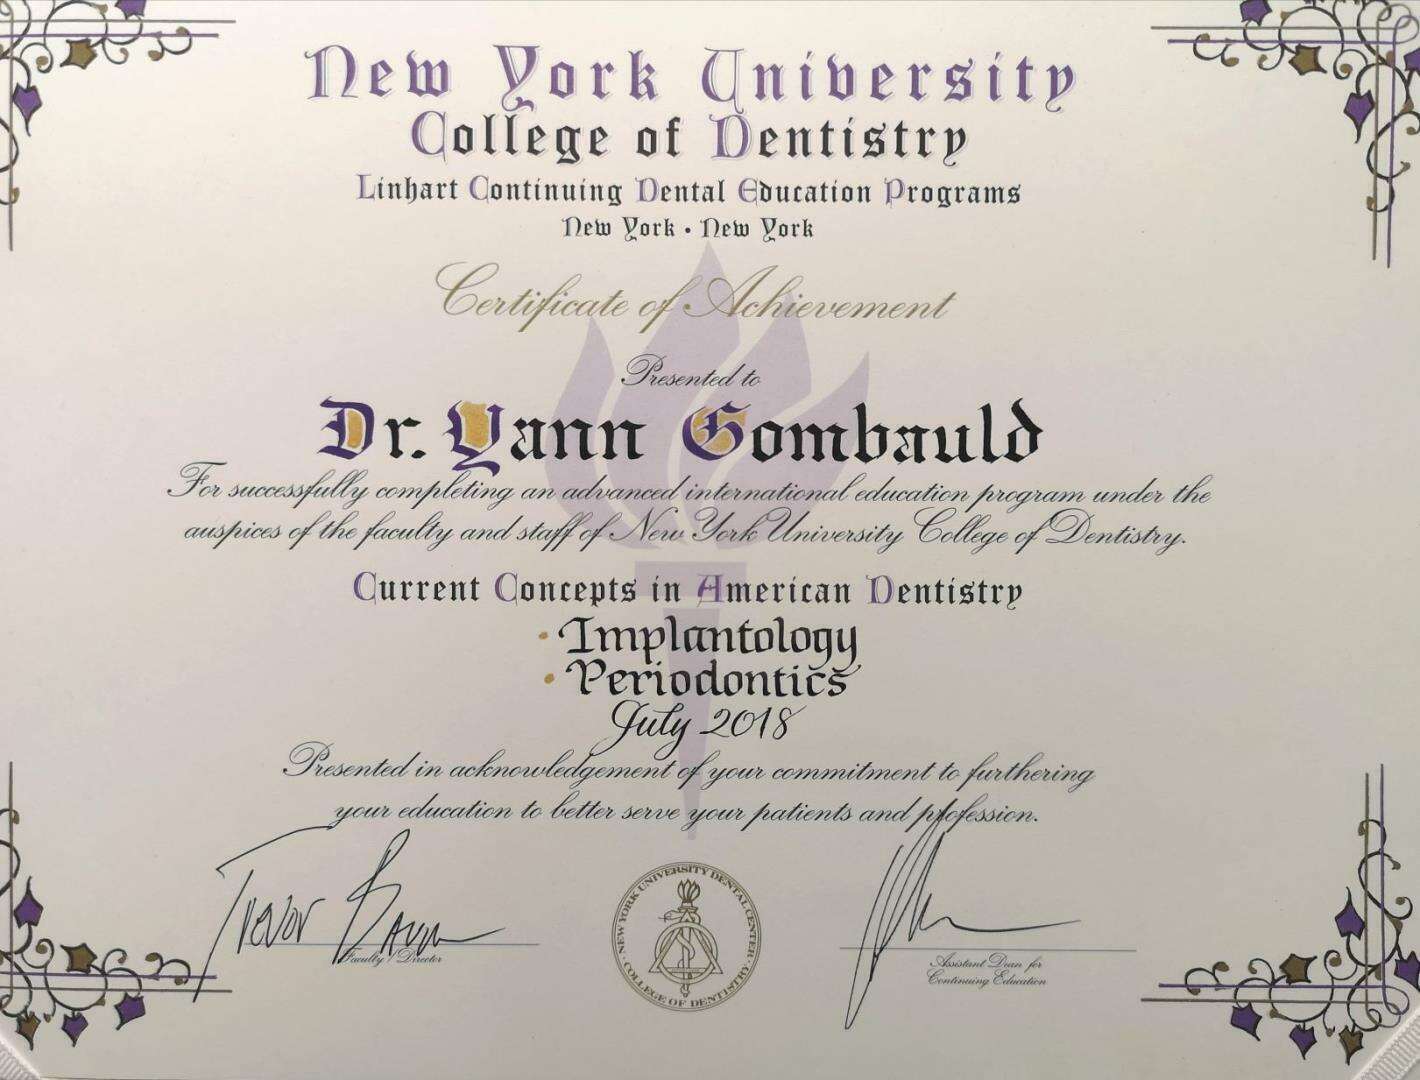 New York University
College of Dentistry
Linhart Continuing Dental Education Programs
New York • New York
Certificate of Achievement
Presented to
Dr. Yann Gombauld
For successfully completing an advanced international education program under the
auspices of the faculty and staff of New York University College of Dentistry.
Current Concepts in American Dentistry
• Implantology
• Periodontics
July 2018
Presented in acknowledgement of your commitment to furthering
your education to better serve your patients and profession.
Trevor
Faculty / Director
• NEW YORK UNIVERSITY DENTAL CENTER • COLLEGE OF DENTISTRY
Assistant Dean for
Continuing Education